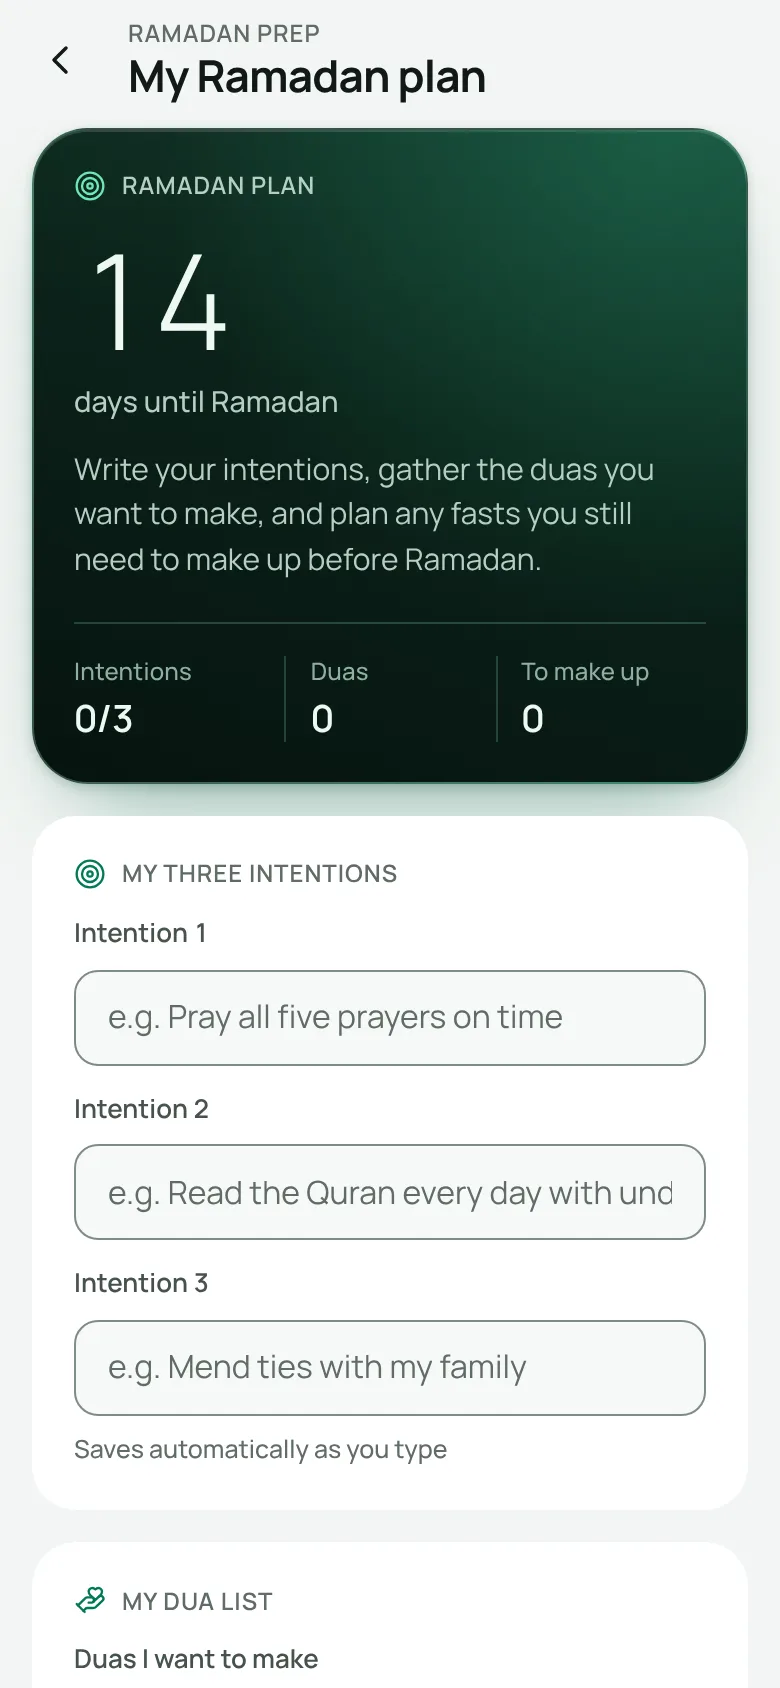 RAMADAN PREP
My Ramadan plan
RAMADAN PLAN
14
days until Ramadan
Write your intentions, gather the duas you
want to make, and plan any fasts you still
need to make up before Ramadan.
Intentions
0/3
Duas
0
To make up
0
MY THREE INTENTIONS
Intention 1
e.g. Pray all five prayers on time
Intention 2
e.g. Read the Quran every day with und
Intention 3
e.g. Mend ties with my family
Saves automatically as you type
MY DUA LIST
Duas I want to make